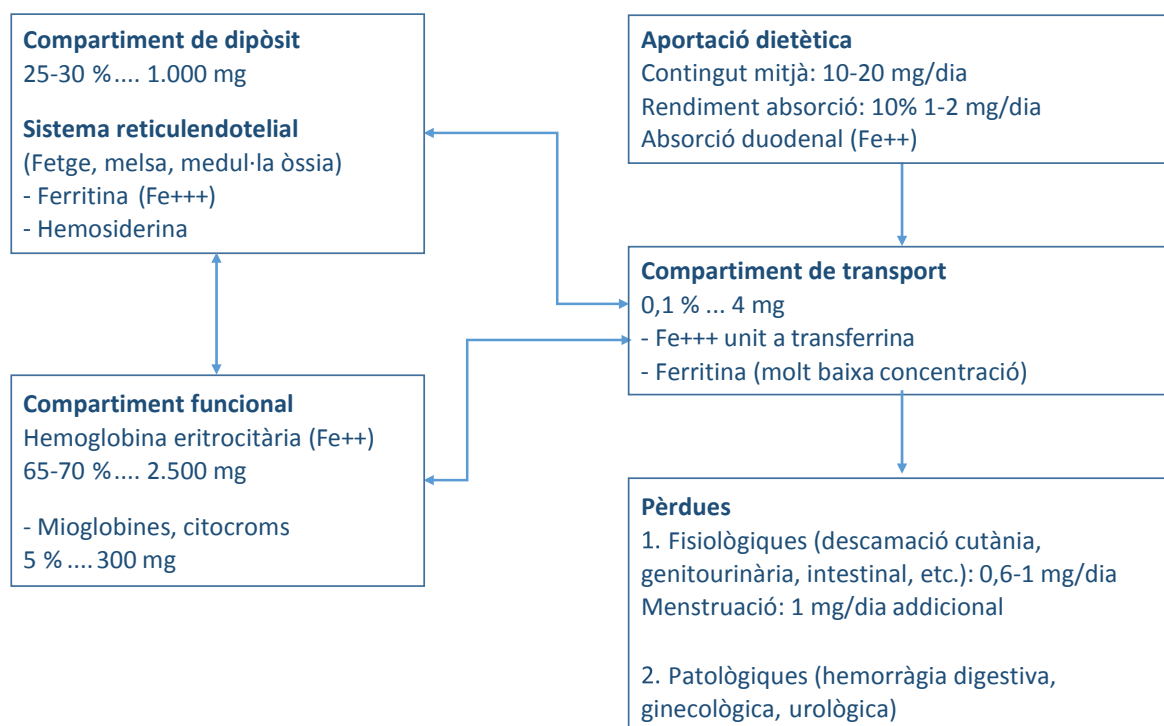 Compartiment de dipòsit
25-30 %.... 1.000 mg
Sistema reticulendotelial
(Fetge, melsa, medul·la òssia)
- Ferritina (Fe+++)
- Hemosiderina
Aportació dietètica
Contingut mitjà: 10-20 mg/dia
Rendiment absorció: 10% 1-2 mg/dia
Absorció duodenal (Fe++)
Compartiment de transport
0,1 % ... 4 mg
- Fe+++ unit a transferrina
- Ferritina (molt baixa concentració)
Compartiment funcional
Hemoglobina eritrocitària (Fe++)
65-70 %.... 2.500 mg
- Mioglobines, citocroms
5 % .... 300 mg
Pèrdues
1. Fisiològiques (descamació cutània,
genitourinària, intestinal, etc.): 0,6-1 mg/dia
Menstruació: 1 mg/dia addicional
2. Patològiques (hemorràgia digestiva,
ginecològica, urològica)